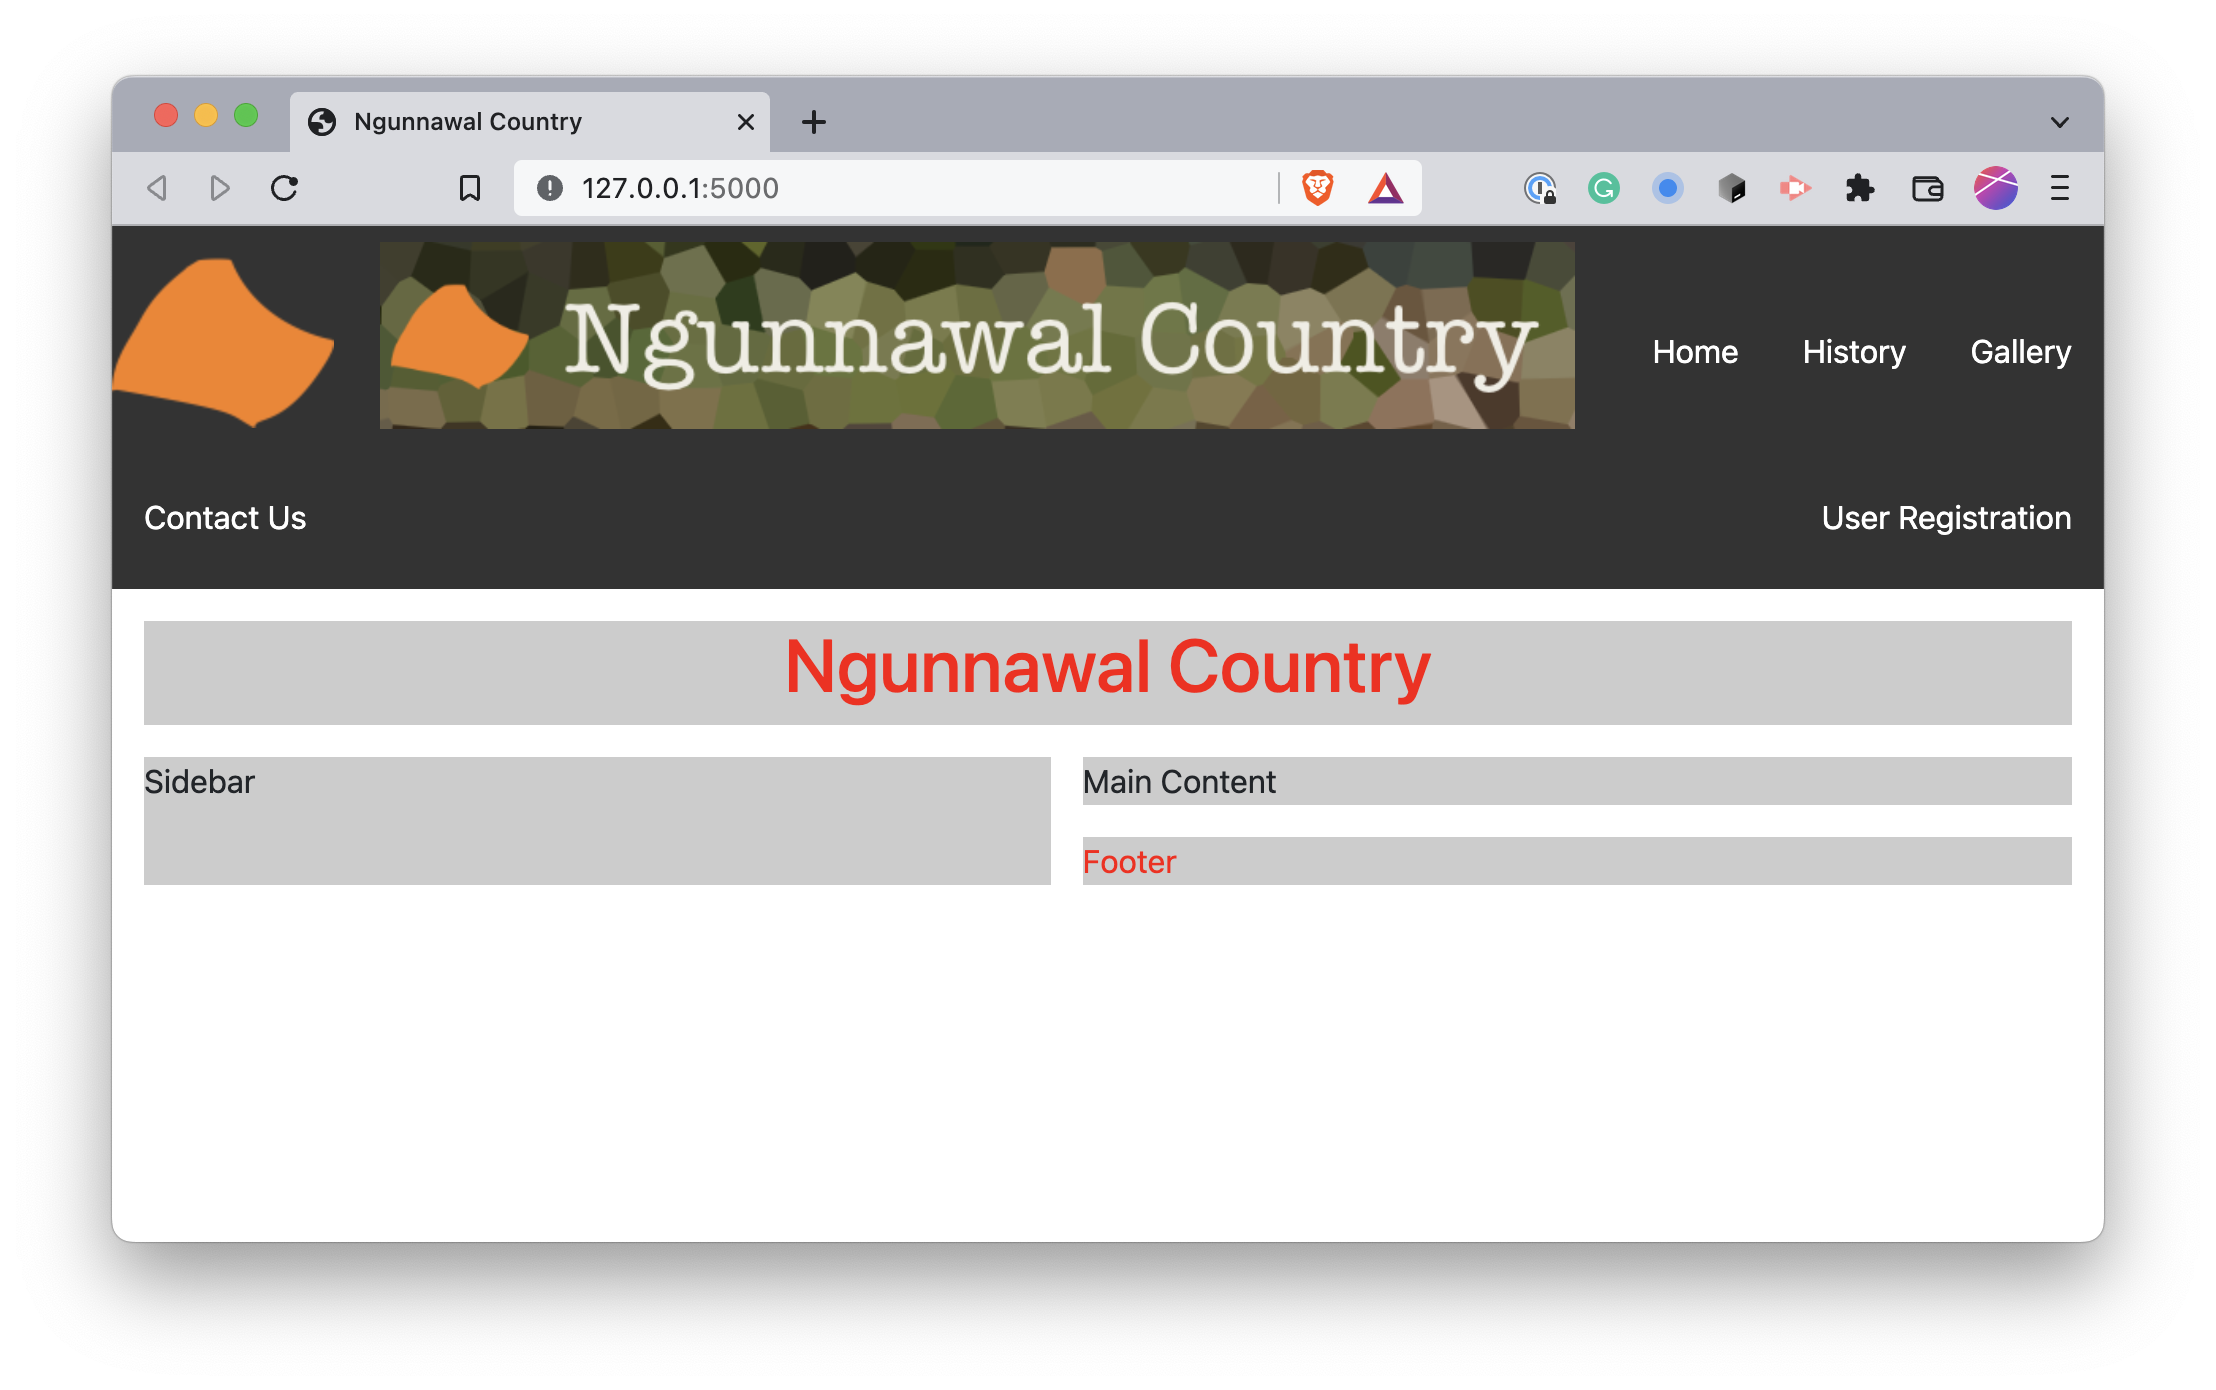 Ngunnawal Country
127.0.0.1:5000
Ngunnawal Country
Home History Gallery
Contact Us User Registration
Ngunnawal Country
Sidebar
Main Content
Footer